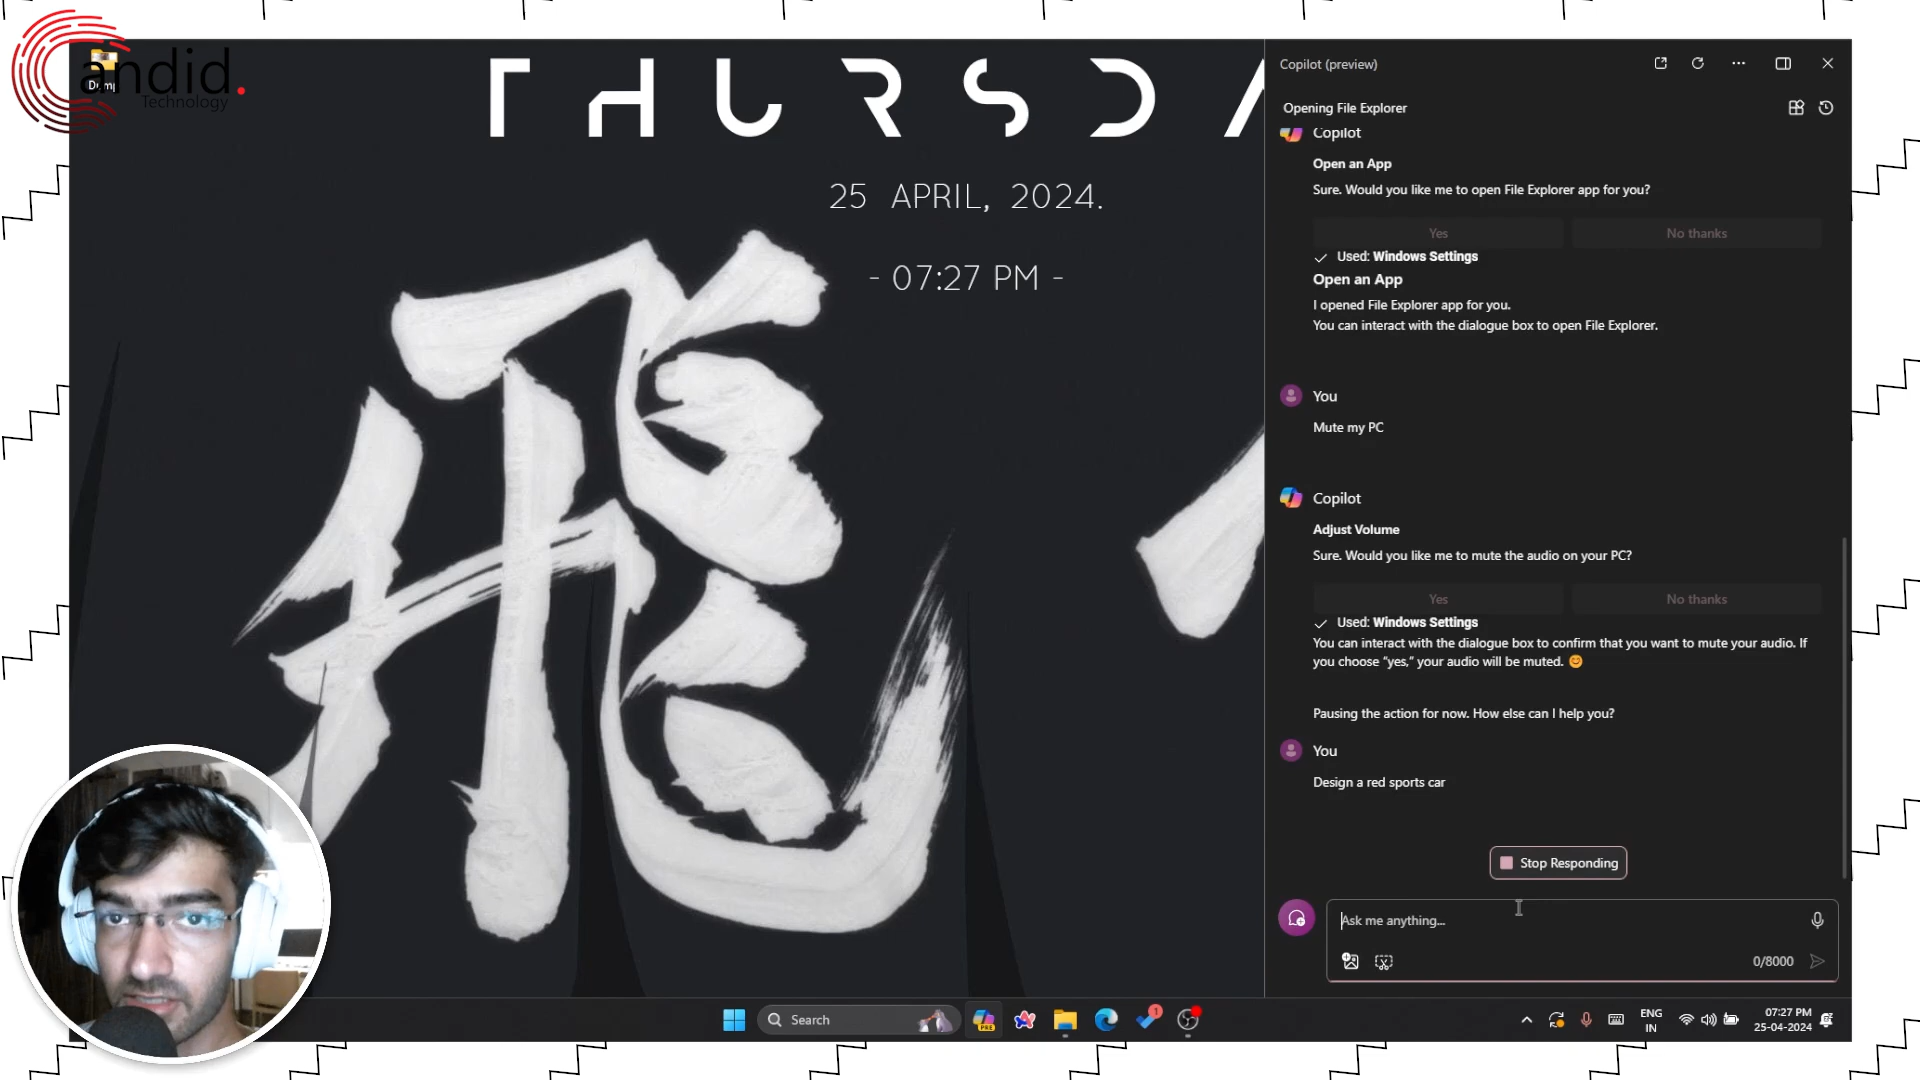 andid.
Technology
THURSDA
25 APRIL, 2024.
- 07:27 PM -
飛
Copilot (preview)
Opening File Explorer
Copilot
Open an App
Sure. Would you like me to open File Explorer app for you?
Yes No thanks
Used: Windows Settings
Open an App
I opened File Explorer app for you.
You can interact with the dialogue box to open File Explorer.
You
Mute my PC
Copilot
Adjust Volume
Sure. Would you like me to mute the audio on your PC?
Yes No thanks
Used: Windows Settings
You can interact with the dialogue box to confirm that you want to mute your audio. If
you choose “yes,” your audio will be muted. 😊
Pausing the action for now. How else can I help you?
You
Design a red sports car
Stop Responding
Ask me anything...
0/8000
Search
PRE
1
ENG
IN
07:27 PM
25-04-2024